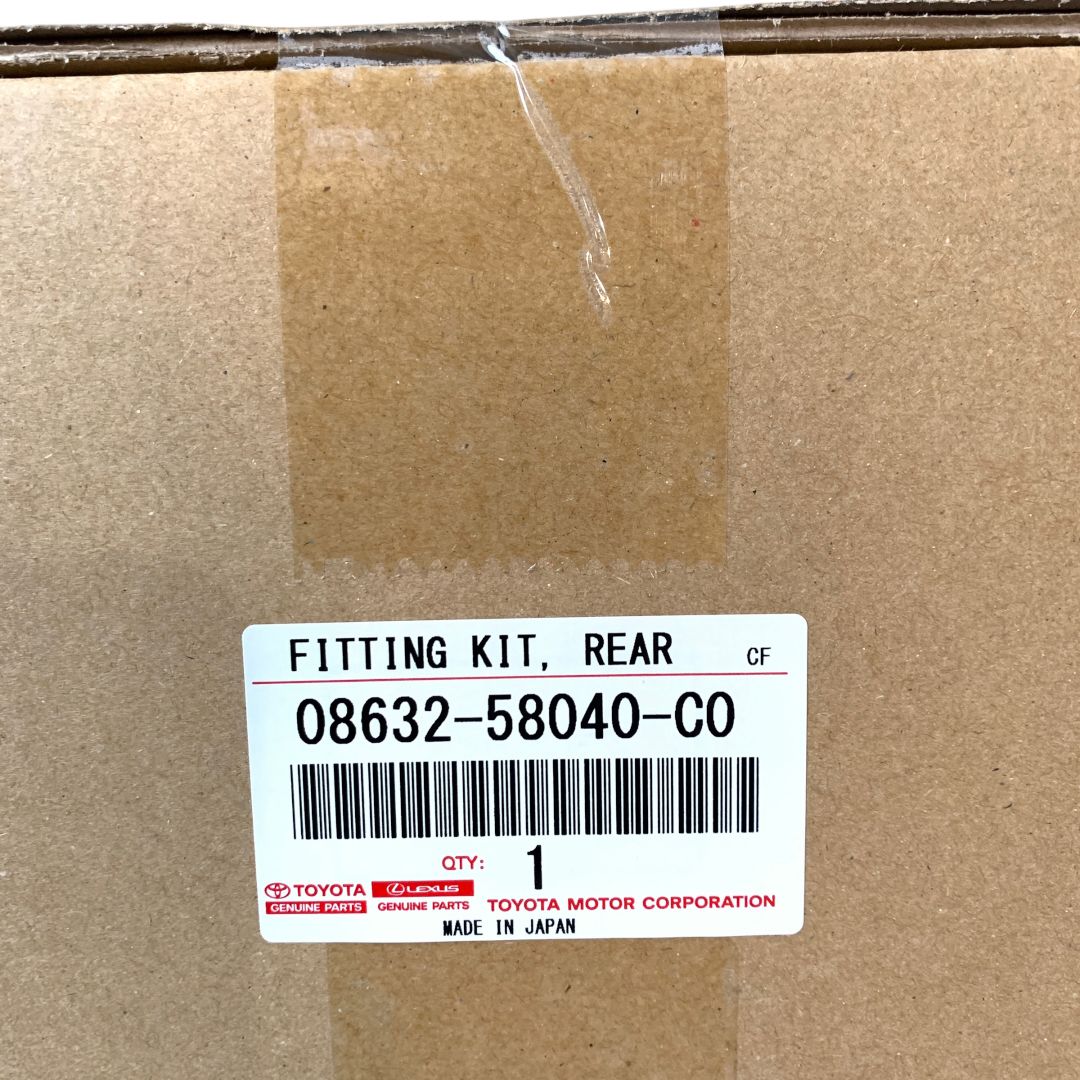 FITTING KIT, REAR CF
08632-58040-C0
QTY: 1
TOYOTA LEXUS
GENUINE PARTS GENUINE PARTS TOYOTA MOTOR CORPORATION
MADE IN JAPAN